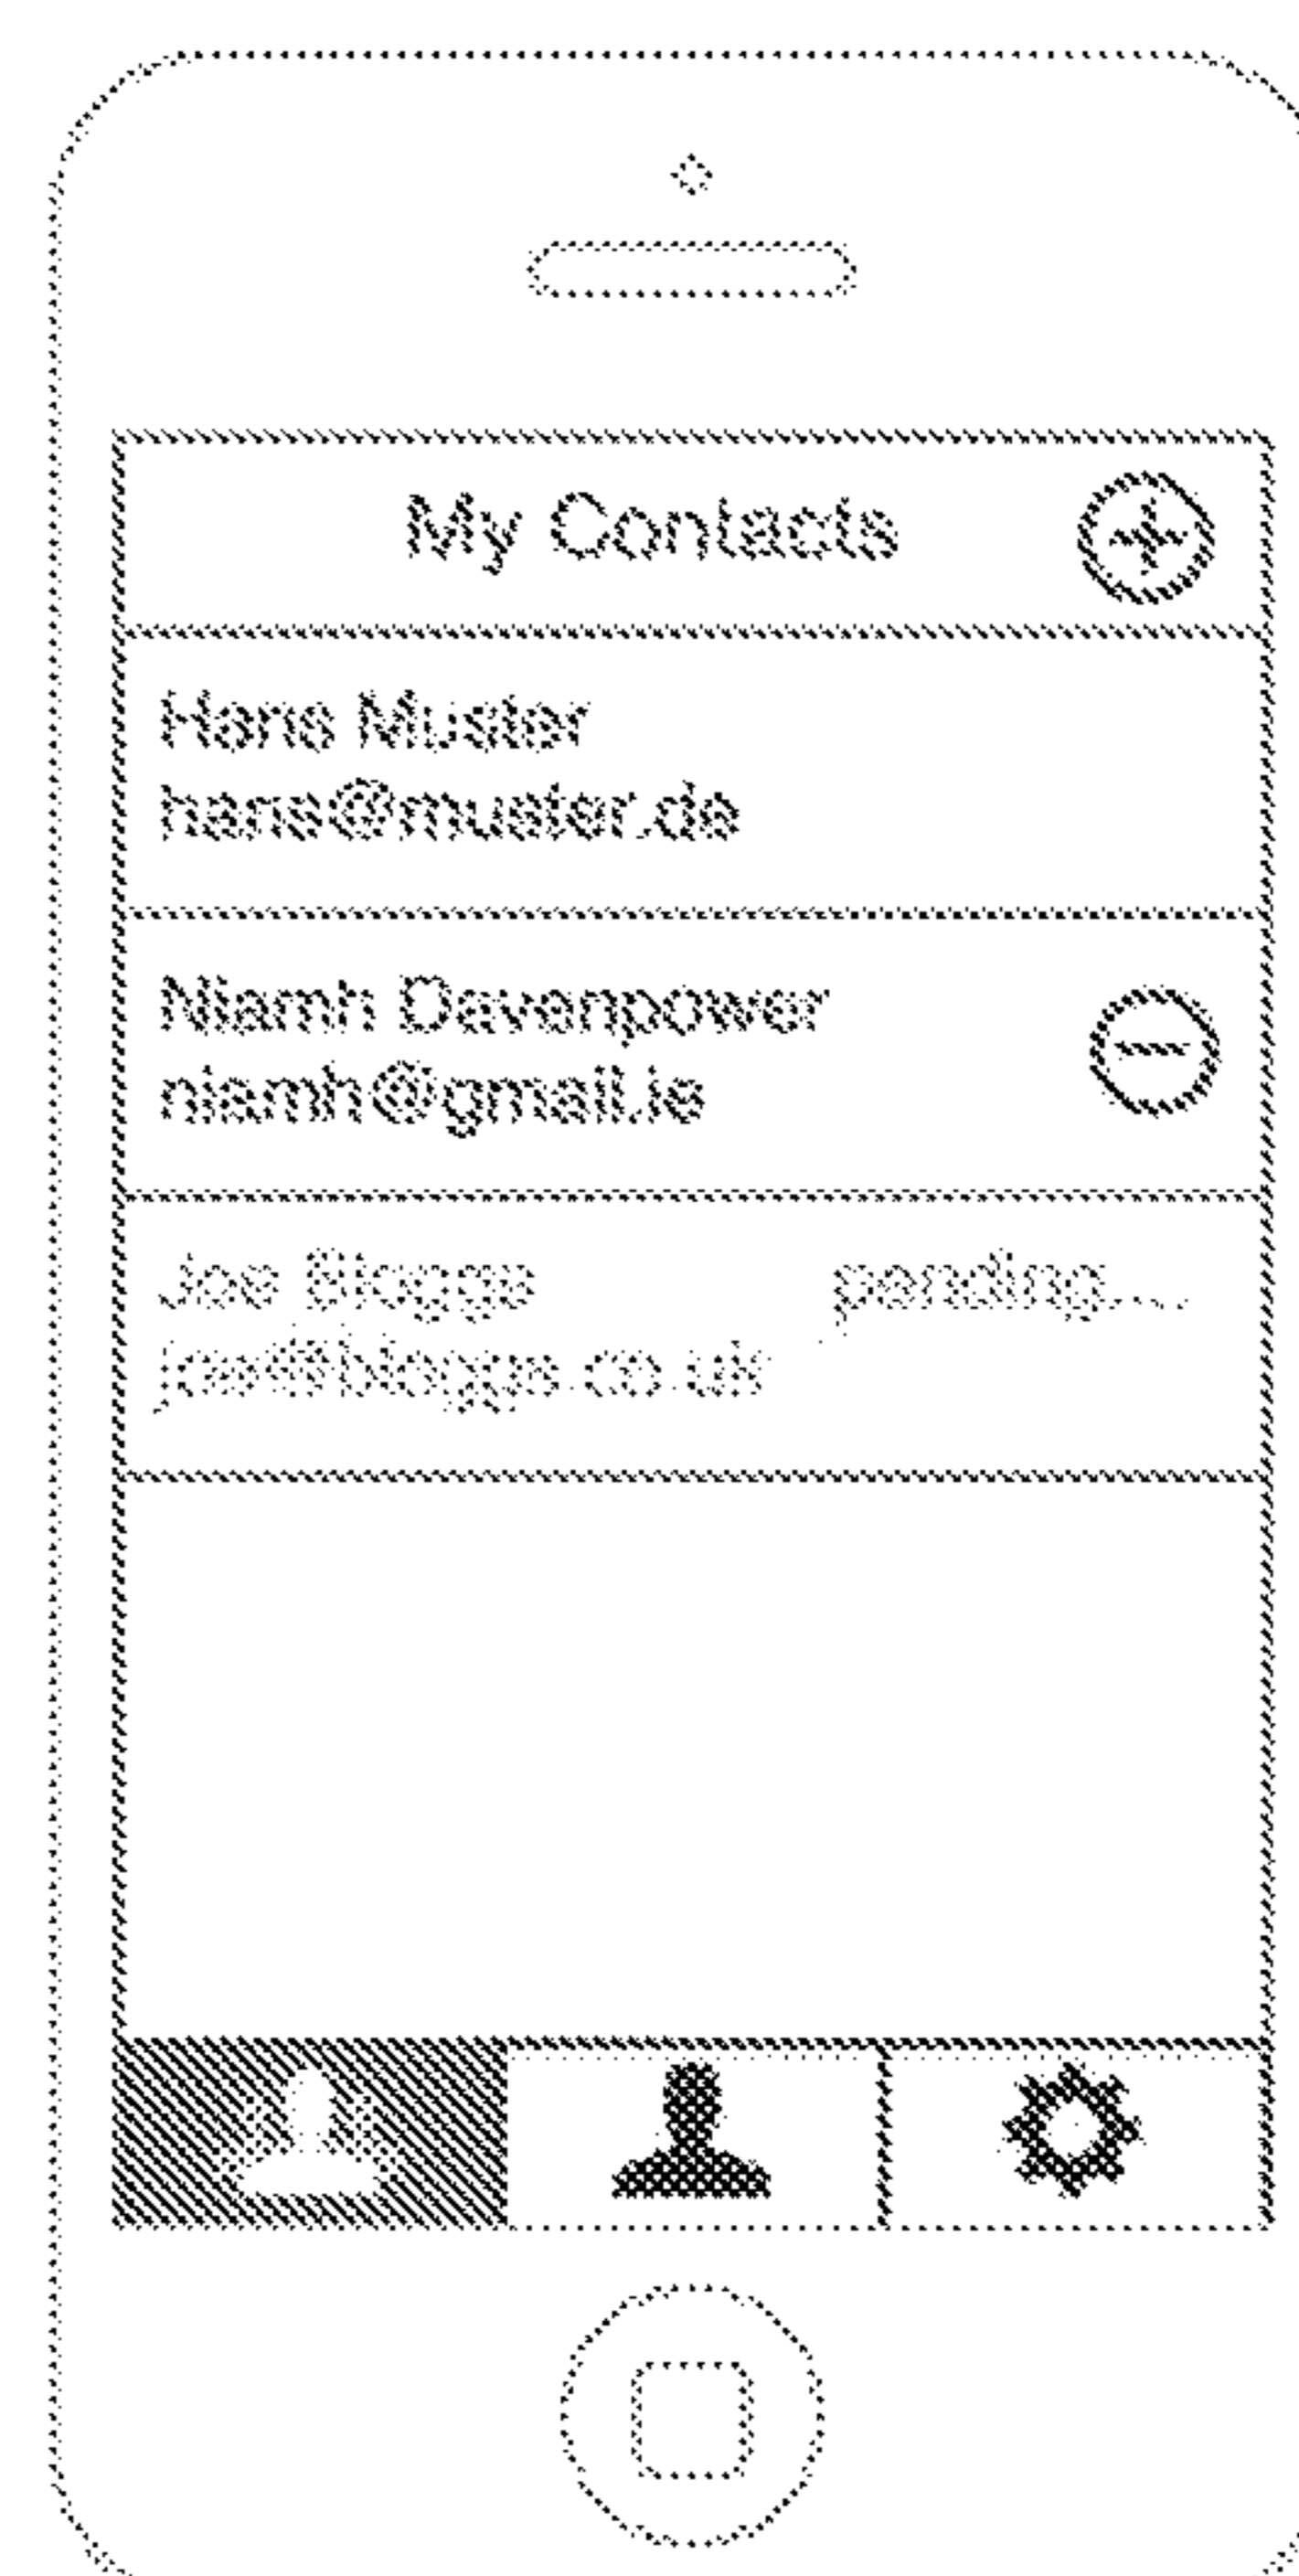 My Contacts
Hans Muster
hans@muster.de
Niamh Davenpower
niamh@gmail.ie
Joe Bloggs pending...
joe@bloggs.co.uk